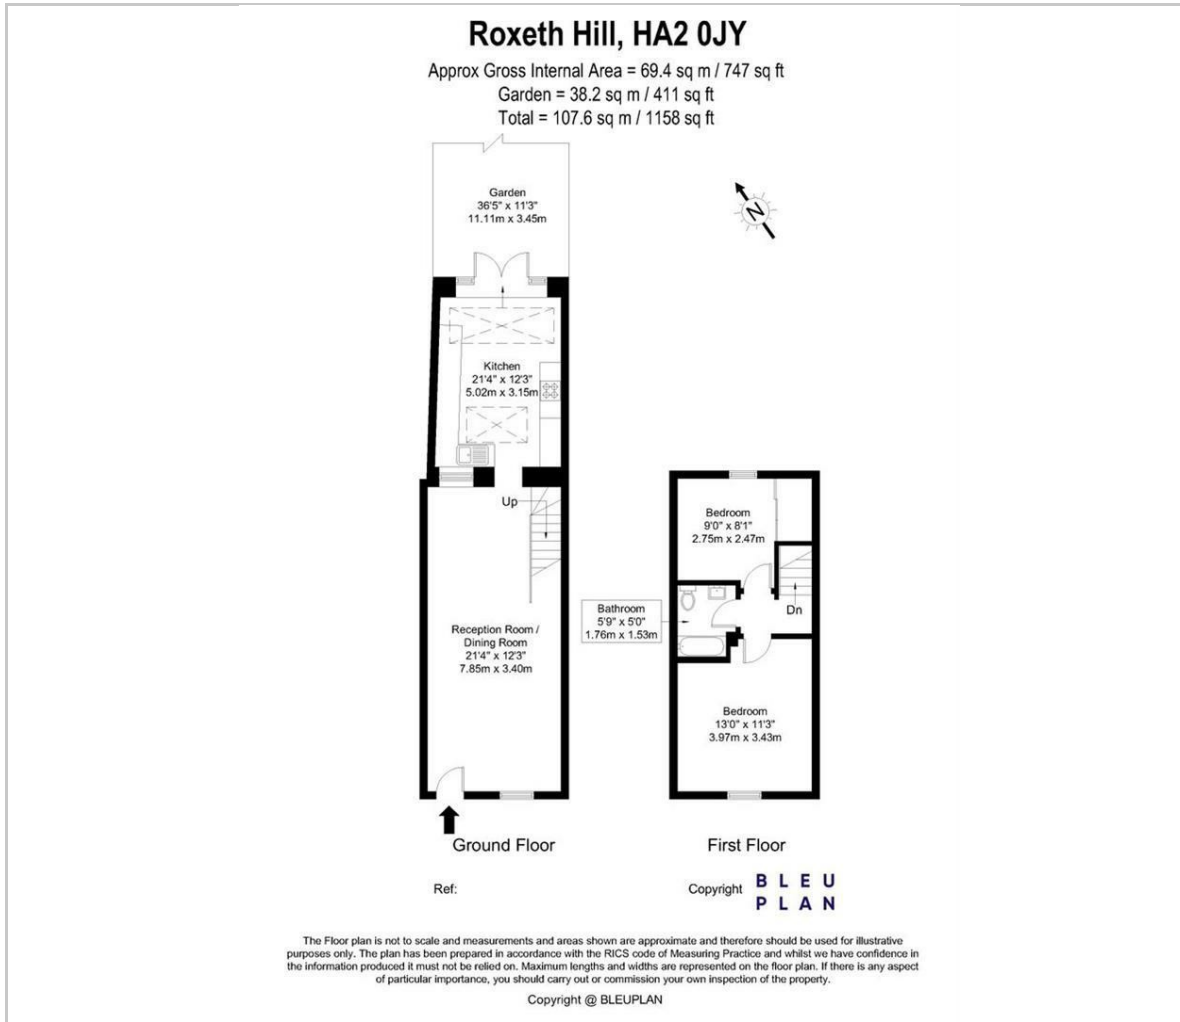 Roxeth Hill, HA2 0JY
Approx Gross Internal Area = 69.4 sq m / 747 sq ft
Garden = 38.2 sq m / 411 sq ft
Total = 107.6 sq m / 1158 sq ft
Garden
36'5" x 11'3"
11.11m x 3.45m
N
Kitchen
21'4" x 12'3"
5.02m x 3.15m
Up
Reception Room /
Dining Room
21'4" x 12'3"
7.85m x 3.40m
Bedroom
9'0" x 8'1"
2.75m x 2.47m
Dn
Bathroom
5'9" x 5'0"
1.76m x 1.53m
Bedroom
13'0" x 11'3"
3.97m x 3.43m
Ground Floor
First Floor
Ref:
Copyright
BLEU
PLAN
The Floor plan is not to scale and measurements and areas shown are approximate and therefore should be used for illustrative
purposes only. The plan has been prepared in accordance with the RICS code of Measuring Practice and whilst we have confidence in
the information produced it must not be relied on. Maximum lengths and widths are represented on the floor plan. If there is any aspect
of particular importance, you should carry out or commission your own inspection of the property.
Copyright @ BLEUPLAN